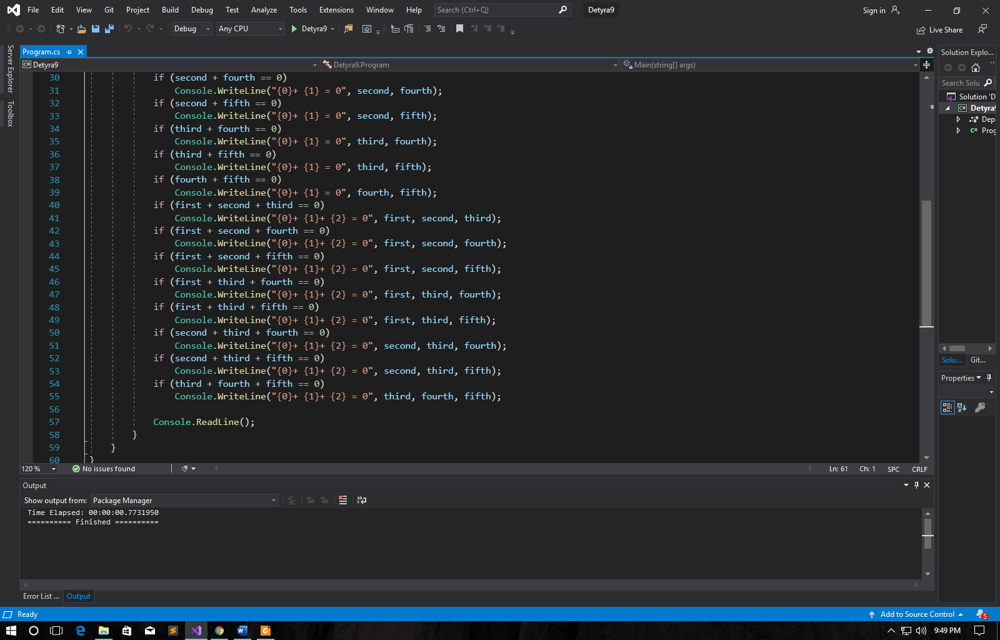 File Edit View Git Project Build Debug Test Analyze Tools Extensions Window Help Search (Ctrl+Q) Detyra9 Sign in
Debug Any CPU Detyra9 Live Share
Server Explorer
Toolbox
Program.cs
Detyra9 Detyra9.Program Main(string[] args)
30 if (second + fourth == 0)
31 Console.WriteLine("{0}+ {1} = 0", second, fourth);
32 if (second + fifth == 0)
33 Console.WriteLine("{0}+ {1} = 0", second, fifth);
34 if (third + fourth == 0)
35 Console.WriteLine("{0}+ {1} = 0", third, fourth);
36 if (third + fifth == 0)
37 Console.WriteLine("{0}+ {1} = 0", third, fifth);
38 if (fourth + fifth == 0)
39 Console.WriteLine("{0}+ {1} = 0", fourth, fifth);
40 if (first + second + third == 0)
41 Console.WriteLine("{0}+ {1}+ {2} = 0", first, second, third);
42 if (first + second + fourth == 0)
43 Console.WriteLine("{0}+ {1}+ {2} = 0", first, second, fourth);
44 if (first + second + fifth == 0)
45 Console.WriteLine("{0}+ {1}+ {2} = 0", first, second, fifth);
46 if (first + third + fourth == 0)
47 Console.WriteLine("{0}+ {1}+ {2} = 0", first, third, fourth);
48 if (first + third + fifth == 0)
49 Console.WriteLine("{0}+ {1}+ {2} = 0", first, third, fifth);
50 if (second + third + fourth == 0)
51 Console.WriteLine("{0}+ {1}+ {2} = 0", second, third, fourth);
52 if (second + third + fifth == 0)
53 Console.WriteLine("{0}+ {1}+ {2} = 0", second, third, fifth);
54 if (third + fourth + fifth == 0)
55 Console.WriteLine("{0}+ {1}+ {2} = 0", third, fourth, fifth);
56
57 Console.ReadLine();
58 }
59 }
60 }
120 % No issues found Ln: 61 Ch: 1 SPC CRLF
Output
Show output from: Package Manager
Time Elapsed: 00:00:00.7731950
========== Finished ==========
Error List ... Output
Solution Explo...
Search Solu
Solution 'D
Detyra9
Dep
Prog
Solu... Git...
Properties
Ready Add to Source Control 5
9:49 PM